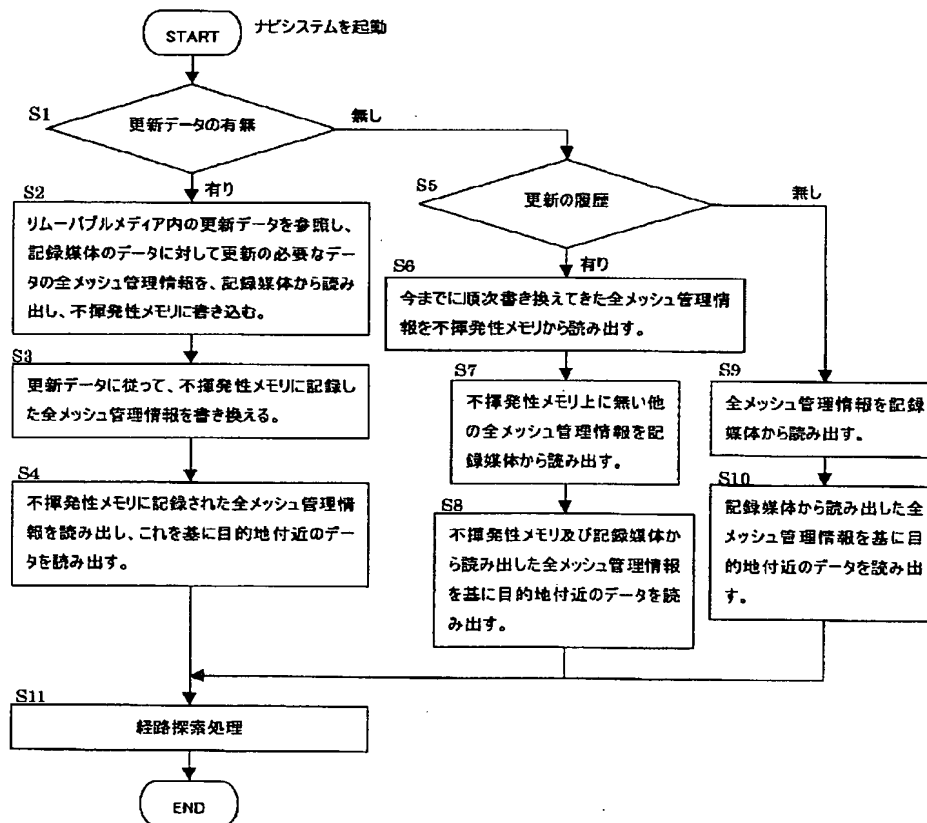 START
ナビシステムを起動
S1
更新データの有無
無し
有り
S2
リムーバブルメディア内の更新データを参照し、
記録媒体のデータに対して更新の必要なデー
タの全メッシュ管理情報を、記録媒体から読み
出し、不揮発性メモリに書き込む。
S3
更新データに従って、不揮発性メモリに記録し
た全メッシュ管理情報を書き換える。
S4
不揮発性メモリに記録された全メッシュ管理情
報を読み出し、これを基に目的地付近のデー
タを読み出す。
S5
更新の履歴
無し
有り
S6
今までに順次書き換えてきた全メッシュ管理情
報を不揮発性メモリから読み出す。
S7
不揮発性メモリ上に無い他
の全メッシュ管理情報を記
録媒体から読み出す。
S8
不揮発性メモリ及び記録媒体か
ら読み出した全メッシュ管理情報
を基に目的地付近のデータを読
み出す。
S9
全メッシュ管理情報を記録
媒体から読み出す。
S10
記録媒体から読み出した全
メッシュ管理情報を基に目
的地付近のデータを読み出
す。
S11
経路探索処理
END